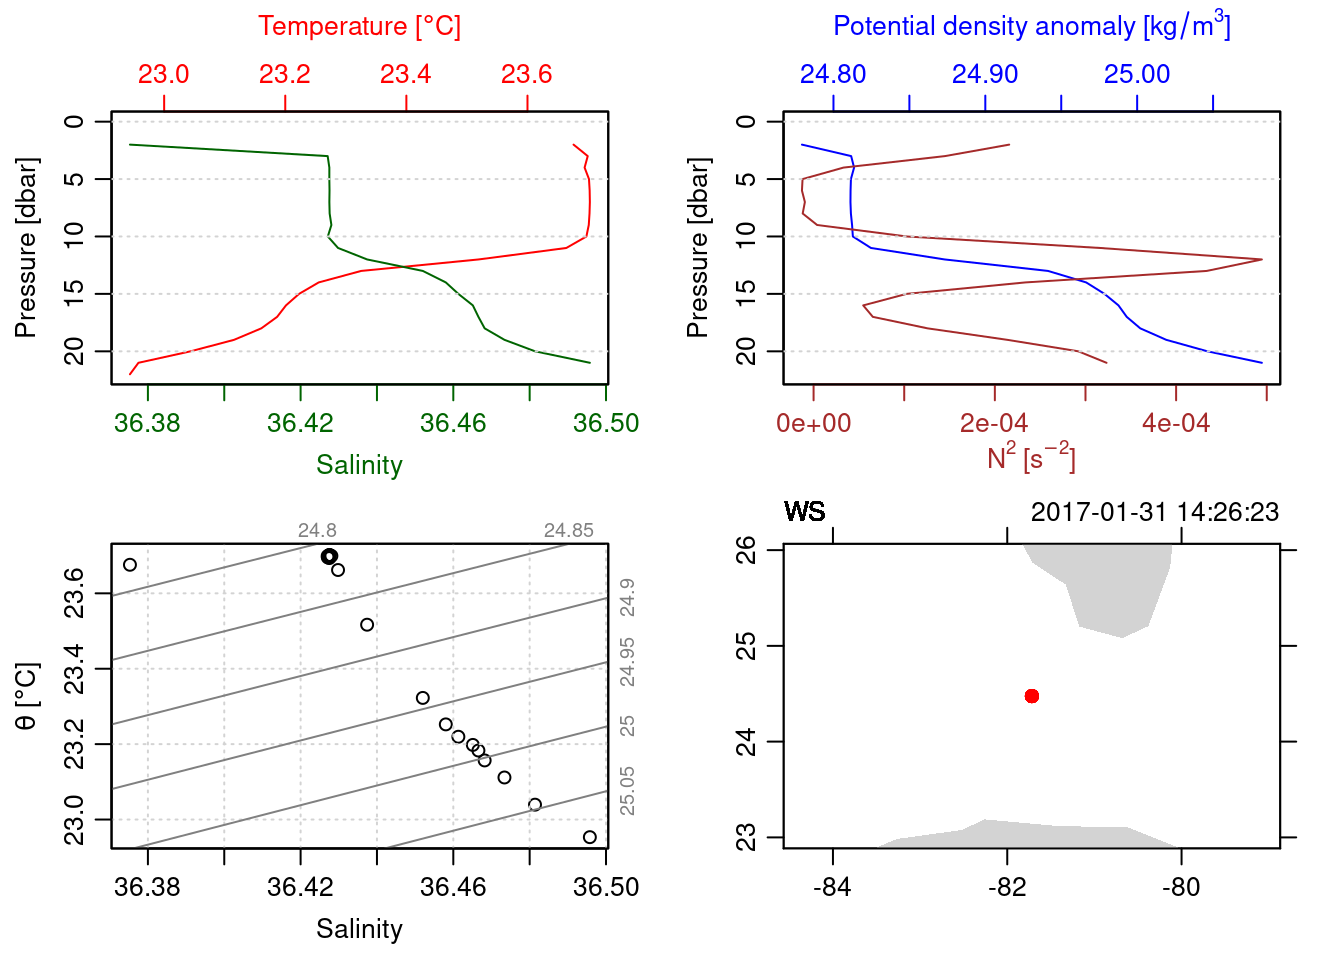 Temperature [°C]
23.0 23.2 23.4 23.6
Pressure [dbar]
0
5
10
15
20
36.38 36.42 36.46 36.50
Salinity
Potential density anomaly [kg/m³]
24.80 24.90 25.00
Pressure [dbar]
0
5
10
15
20
0e+00 2e-04 4e-04
N² [s⁻²]
24.8 24.85
24.9
24.95
25
25.05
θ [°C]
23.6
23.4
23.2
23.0
36.38 36.42 36.46 36.50
Salinity
WS 2017-01-31 14:26:23
26
25
24
23
-84 -82 -80